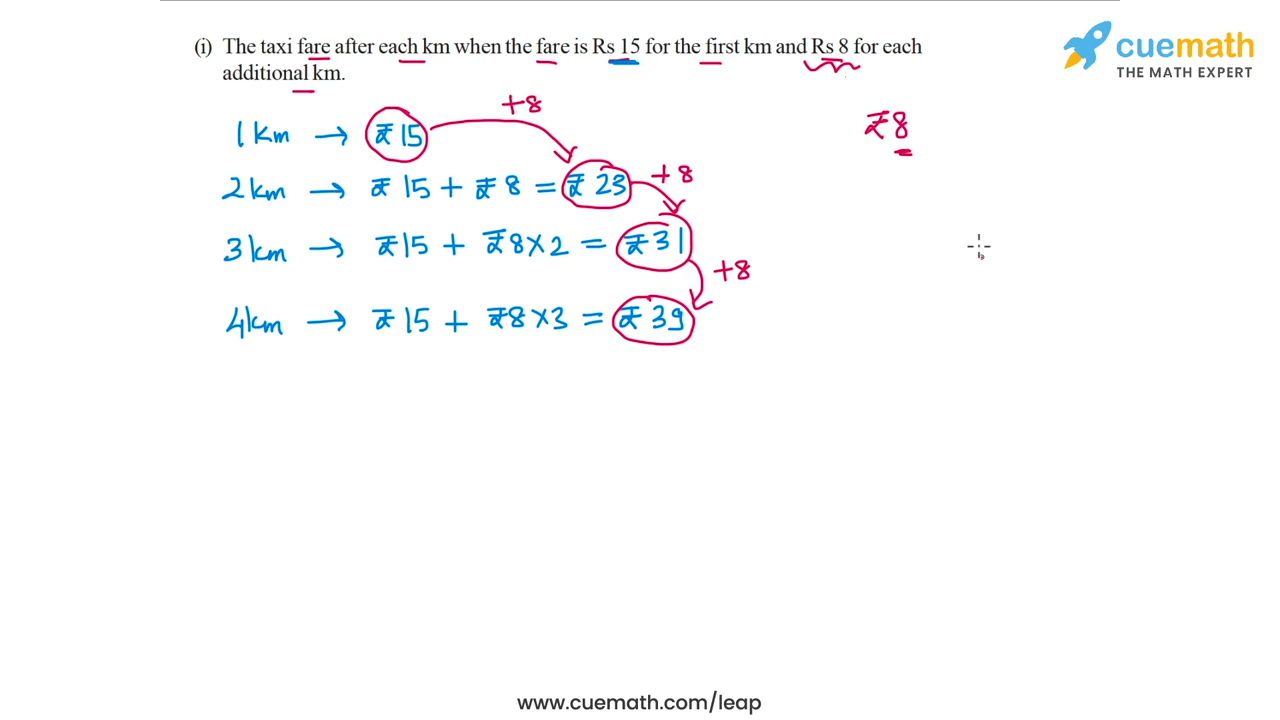 (i) The taxi fare after each km when the fare is Rs 15 for the first km and Rs 8 for each
additional km.
cuemath
THE MATH EXPERT
+8
₹8
1 km → ₹15
+8
2 km → ₹15 + ₹8 = ₹23
3 km → ₹15 + ₹8×2 = ₹31
+8
4 km → ₹15 + ₹8×3 = ₹39
www.cuemath.com/leap